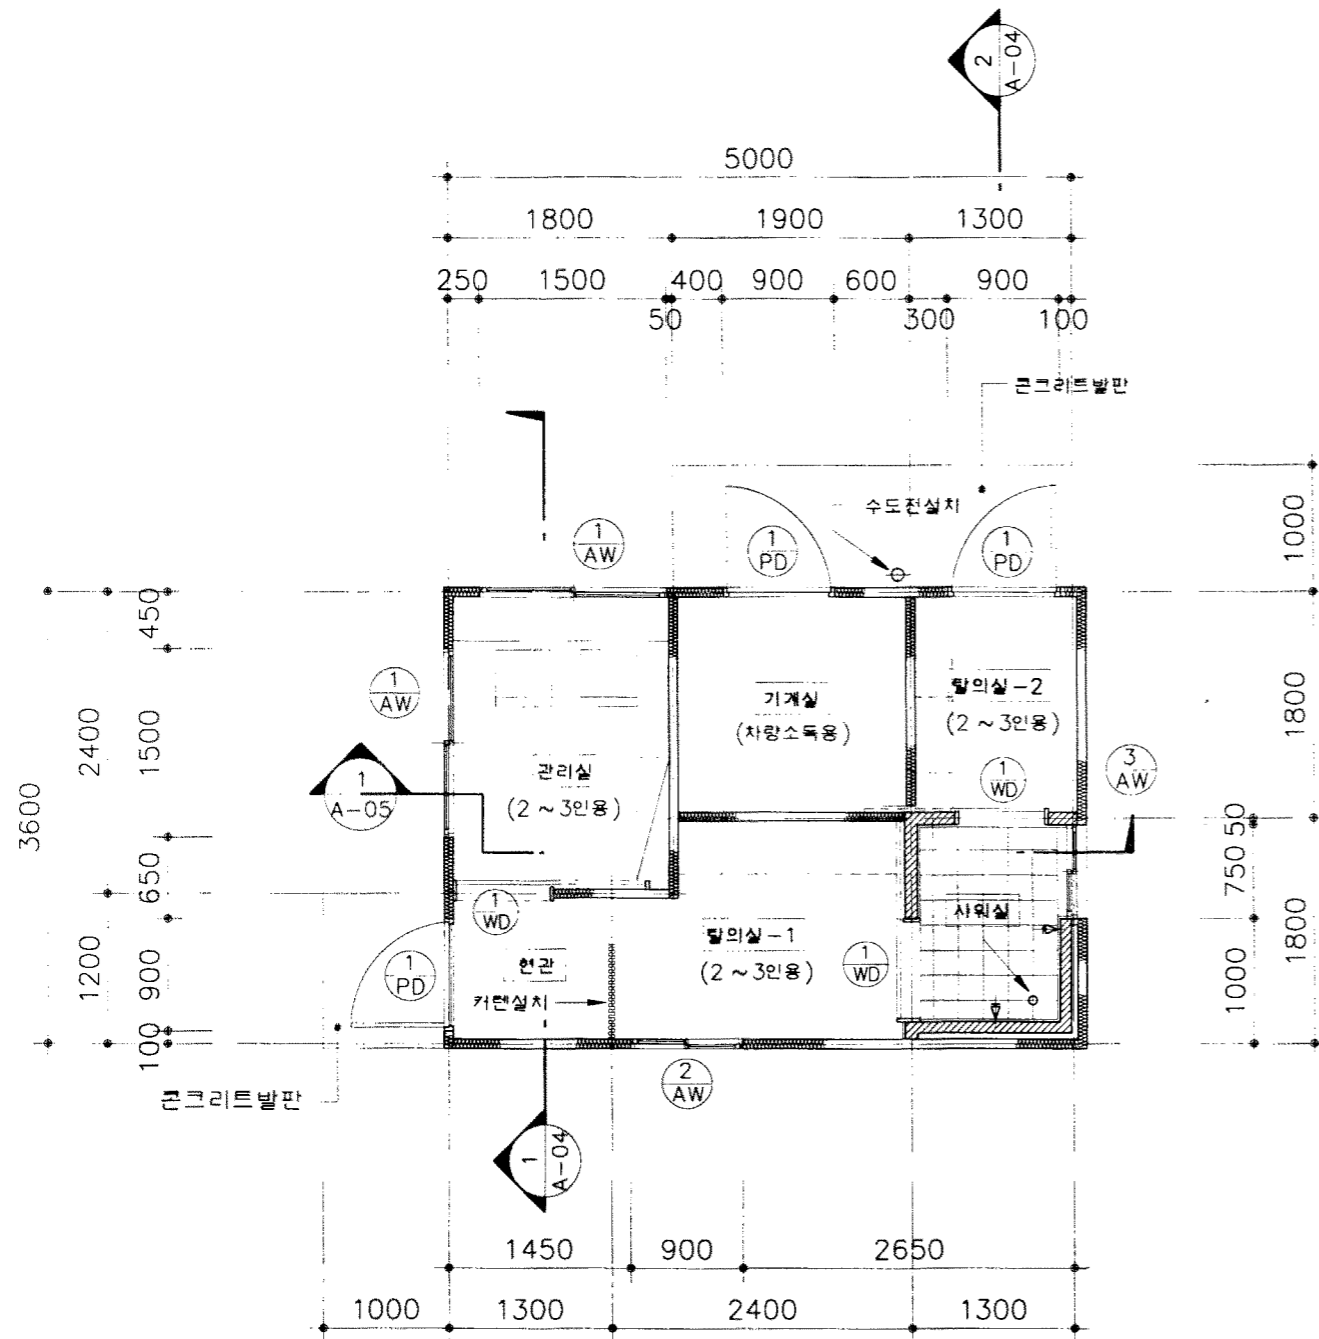 2
A-04
5000
1800 1900 1300
250 1500 400 900 600 900
50 300 100
콘크리트발판
수도전설치
1
AW
1
PD
1
PD
1000
450
1
AW
기계실
(차량소독용)
탈의실-2
(2~3인용)
1800
2400
1500
관리실
(2~3인용)
1
WD
3
AW
1
A-05
3600
50
750
650
1
WD
탈의실-1
(2~3인용)
샤워실
1
WD
1800
1200
900
1
PD
현관
커텐설치
1000
100
콘크리트발판
2
AW
1
A-04
1450 900 2650
1000 1300 2400 1300